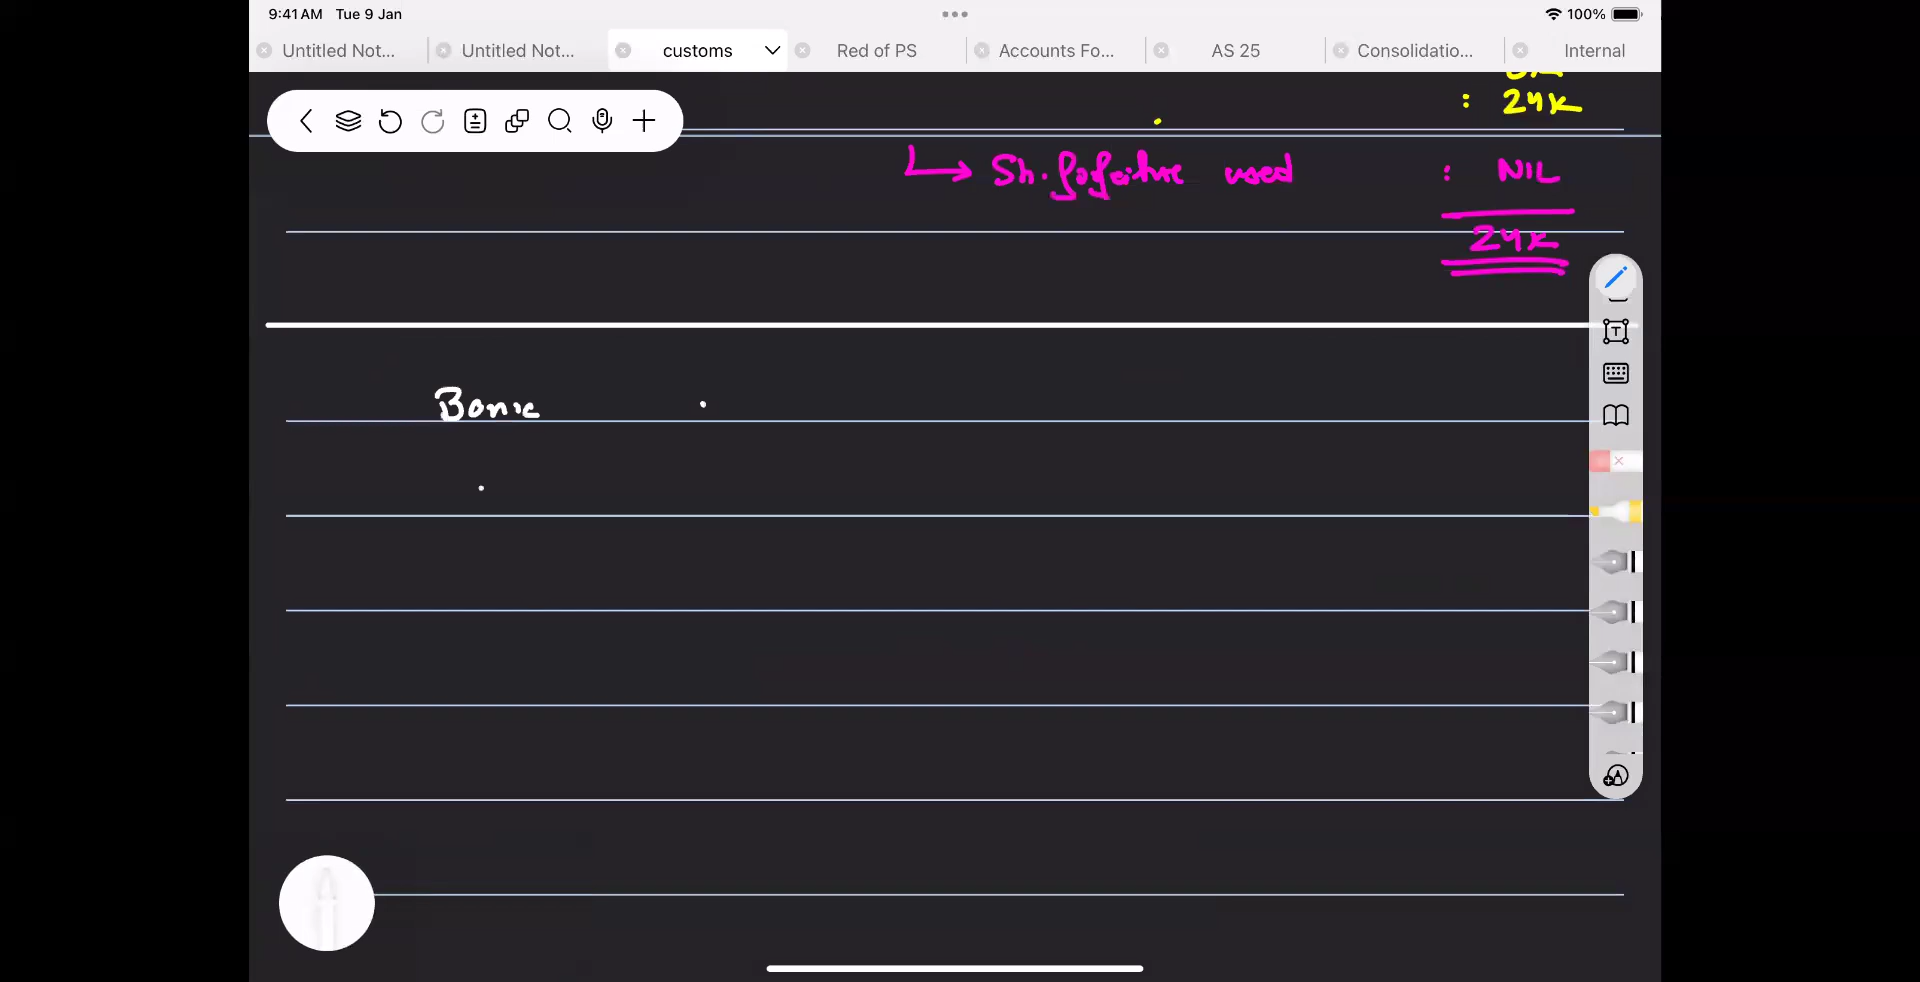 9:41 AM Tue 9 Jan 100%
Untitled Not... Untitled Not... customs Red of PS Accounts Fo... AS 25 Consolidatio... Internal
: 24K
Sh. forfeiture used : NIL
24K